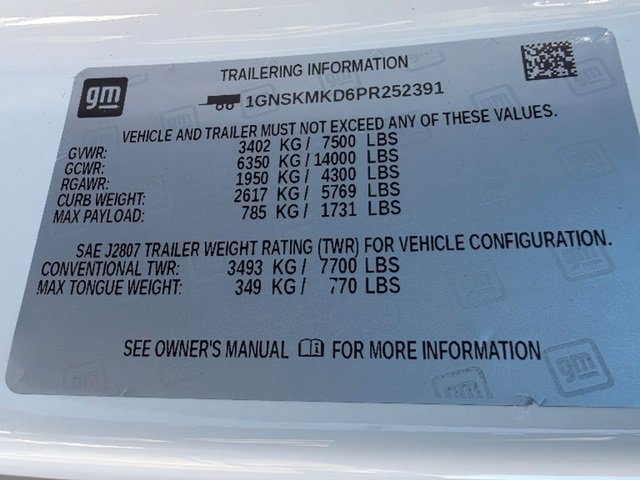 gm
TRAILERING INFORMATION
1GNSKMKD6PR252391
VEHICLE AND TRAILER MUST NOT EXCEED ANY OF THESE VALUES.
GVWR: 3402 KG / 7500 LBS
GCWR: 6350 KG / 14000 LBS
RGAWR: 1950 KG / 4300 LBS
CURB WEIGHT: 2617 KG / 5769 LBS
MAX PAYLOAD: 785 KG / 1731 LBS
SAE J2807 TRAILER WEIGHT RATING (TWR) FOR VEHICLE CONFIGURATION.
CONVENTIONAL TWR: 3493 KG / 7700 LBS
MAX TONGUE WEIGHT: 349 KG / 770 LBS
SEE OWNER'S MANUAL FOR MORE INFORMATION
gm